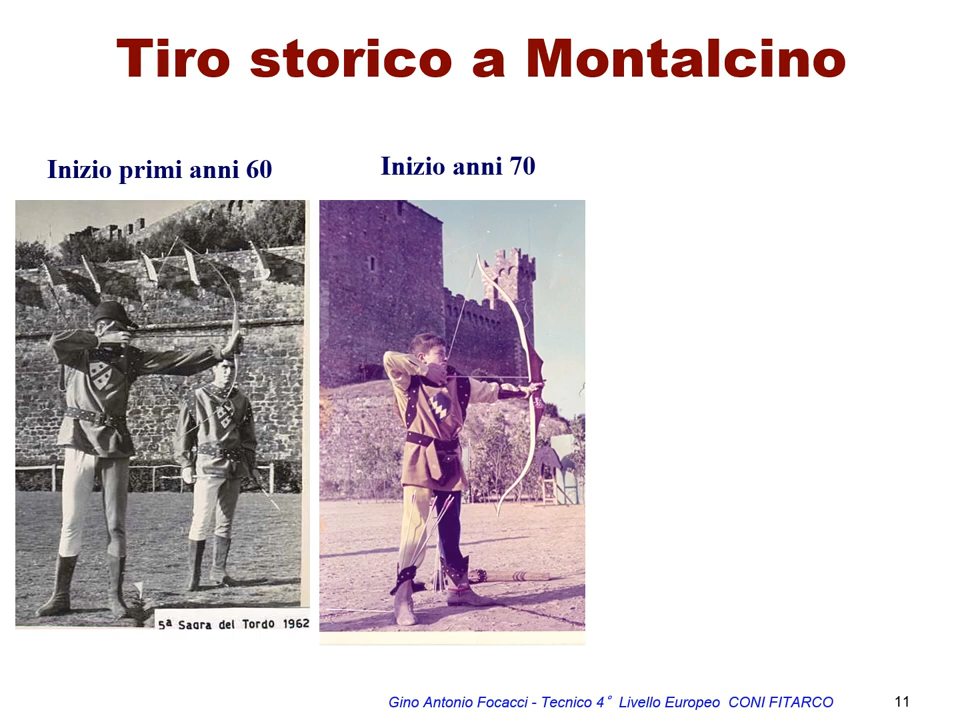 Tiro storico a Montalcino
Inizio primi anni 60
Inizio anni 70
5ª Sagra del Tordo 1962
Gino Antonio Focacci - Tecnico 4° Livello Europeo CONI FITARCO
11